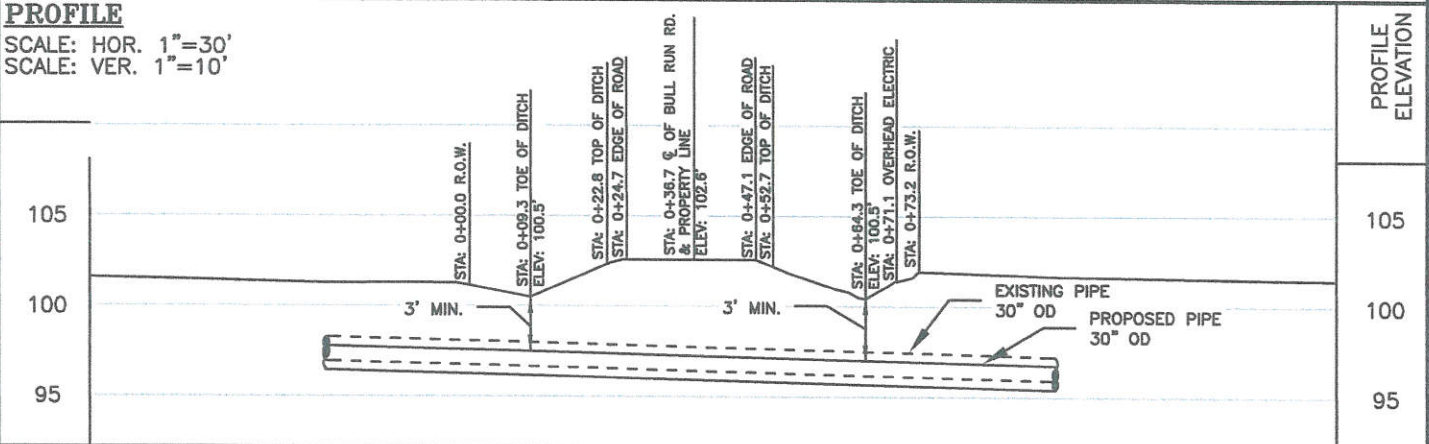 PROFILE
SCALE: HOR. 1"=30'
SCALE: VER. 1"=10'
PROFILE
ELEVATION
STA: 0+00.0 R.O.W.
STA: 0+09.3 TOE OF DITCH
ELEV: 100.5'
STA: 0+22.8 TOP OF DITCH
STA: 0+24.7 EDGE OF ROAD
STA: 0+36.7 ℄ OF BULL RUN RD.
& PROPERTY LINE
ELEV: 102.6'
STA: 0+47.1 EDGE OF ROAD
STA: 0+52.7 TOP OF DITCH
STA: 0+64.3 TOE OF DITCH
ELEV: 100.5'
STA: 0+71.1 OVERHEAD ELECTRIC
STA: 0+73.2 R.O.W.
105
105
100
3' MIN.
3' MIN.
EXISTING PIPE
30" OD
100
PROPOSED PIPE
30" OD
95
95